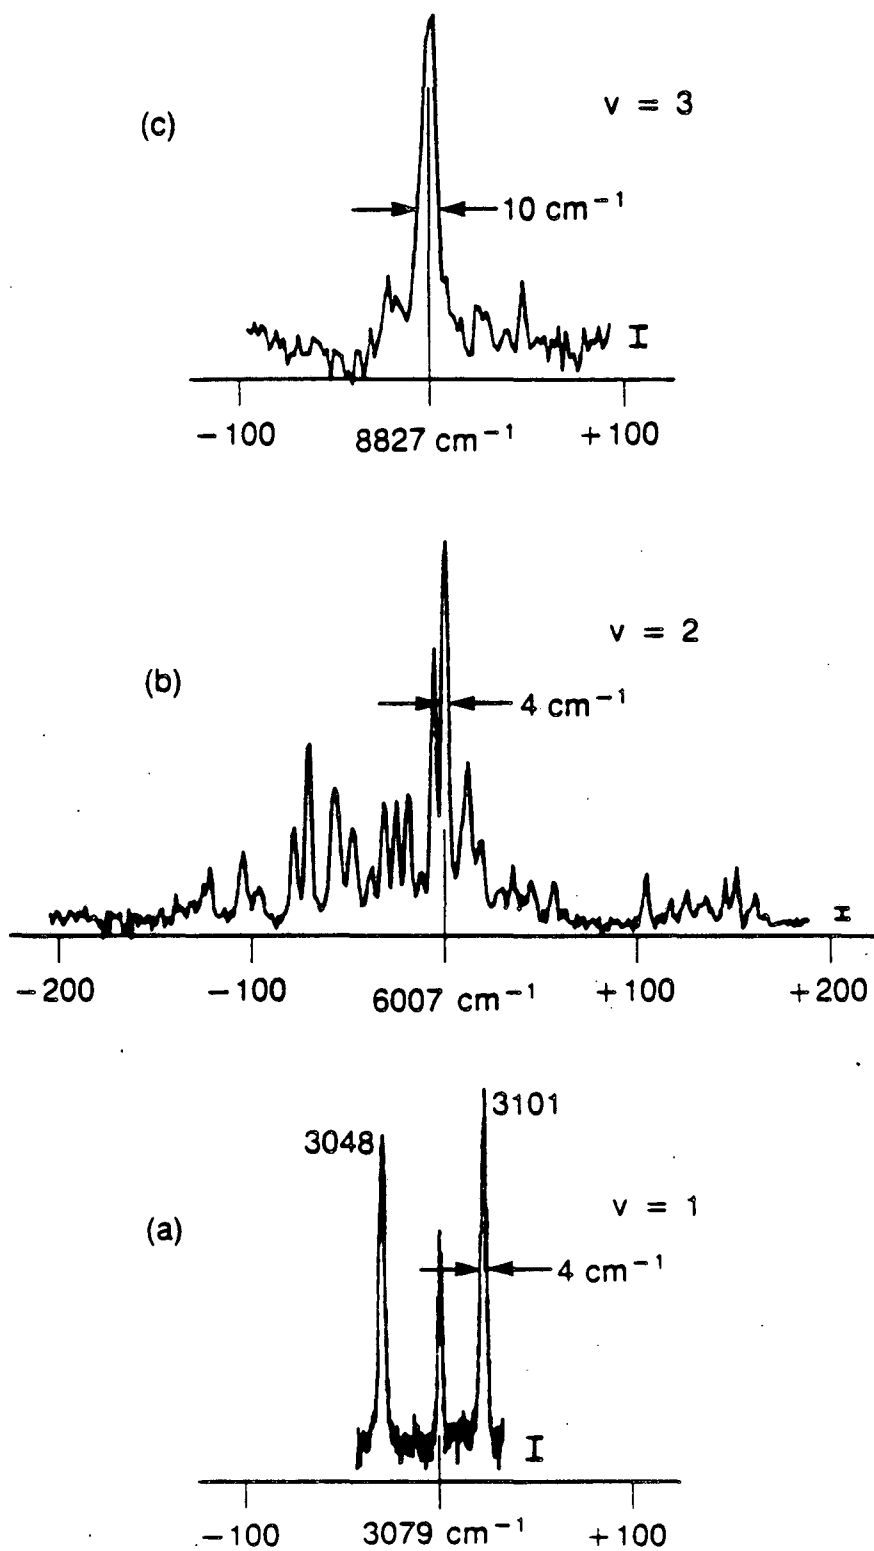 (c)
v = 3
10 cm⁻¹
I
−100
8827 cm⁻¹
+100
(b)
v = 2
4 cm⁻¹
−200
−100
6007 cm⁻¹
+100
+200
3048
3101
(a)
v = 1
4 cm⁻¹
−100
3079 cm⁻¹
+100